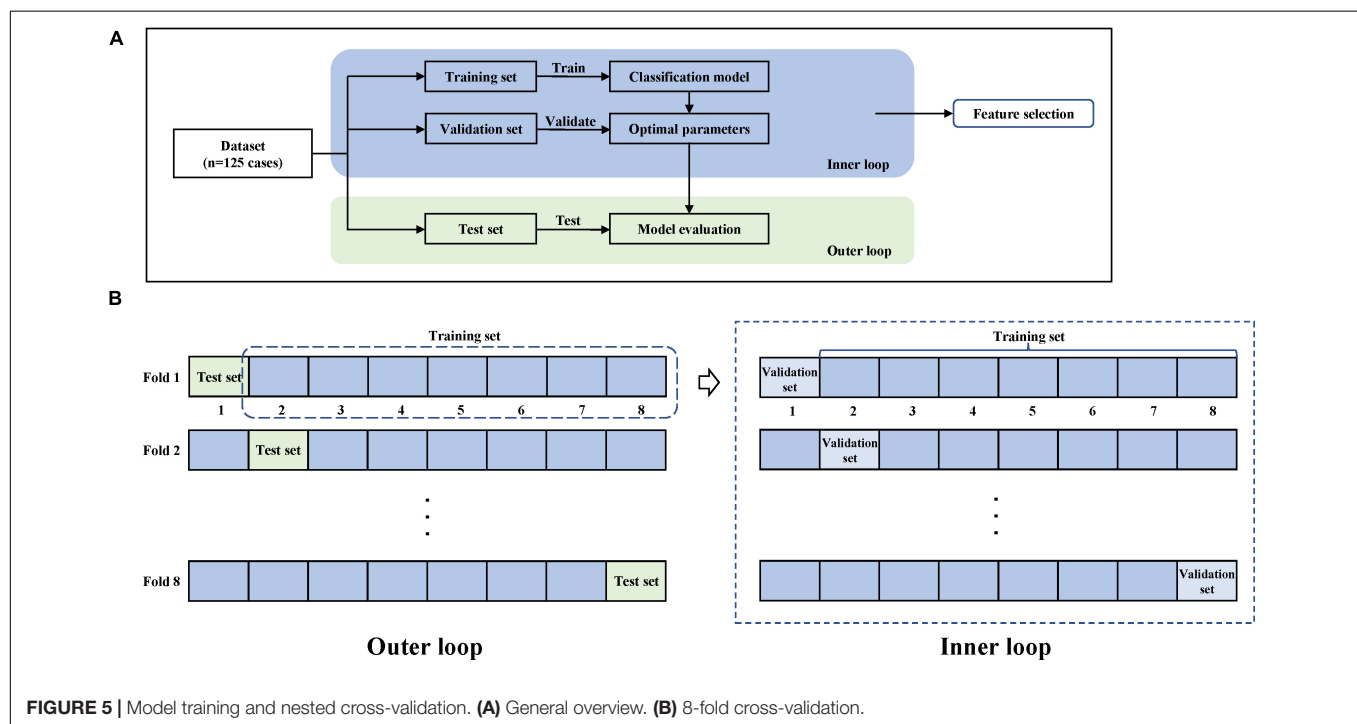 A
Training set
Train
Classification model
Validation set
Validate
Optimal parameters
Feature selection
Dataset
(n=125 cases)
Inner loop
Test set
Test
Model evaluation
Outer loop
B
Training set
Fold 1
Test set
1 2 3 4 5 6 7 8
Fold 2
Test set
Fold 8
Test set
Outer loop
Training set
Validation
set
1 2 3 4 5 6 7 8
Validation
set
Validation
set
Inner loop
FIGURE 5 | Model training and nested cross-validation. (A) General overview. (B) 8-fold cross-validation.